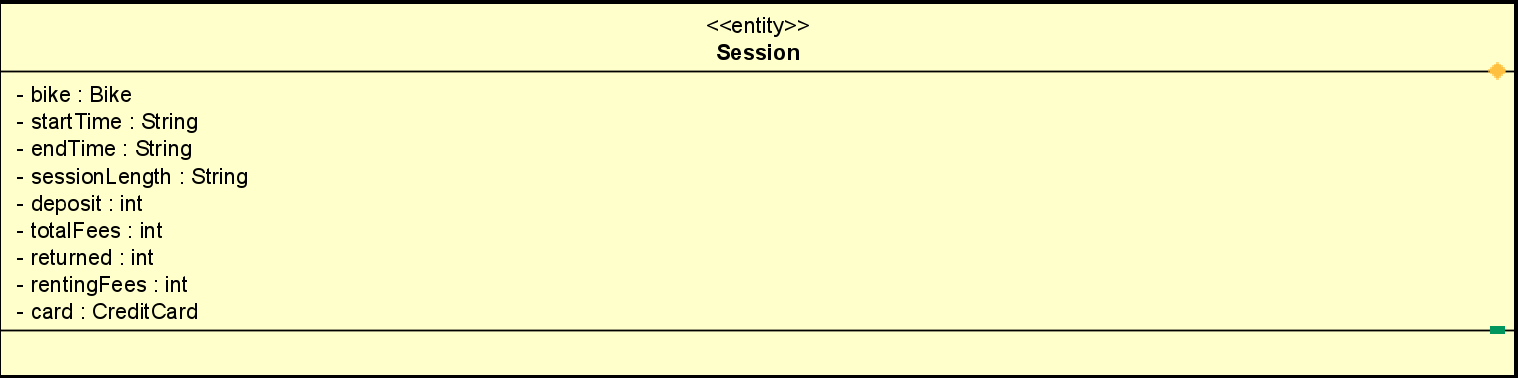 <<entity>>
Session
- bike : Bike
- startTime : String
- endTime : String
- sessionLength : String
- deposit : int
- totalFees : int
- returned : int
- rentingFees : int
- card : CreditCard